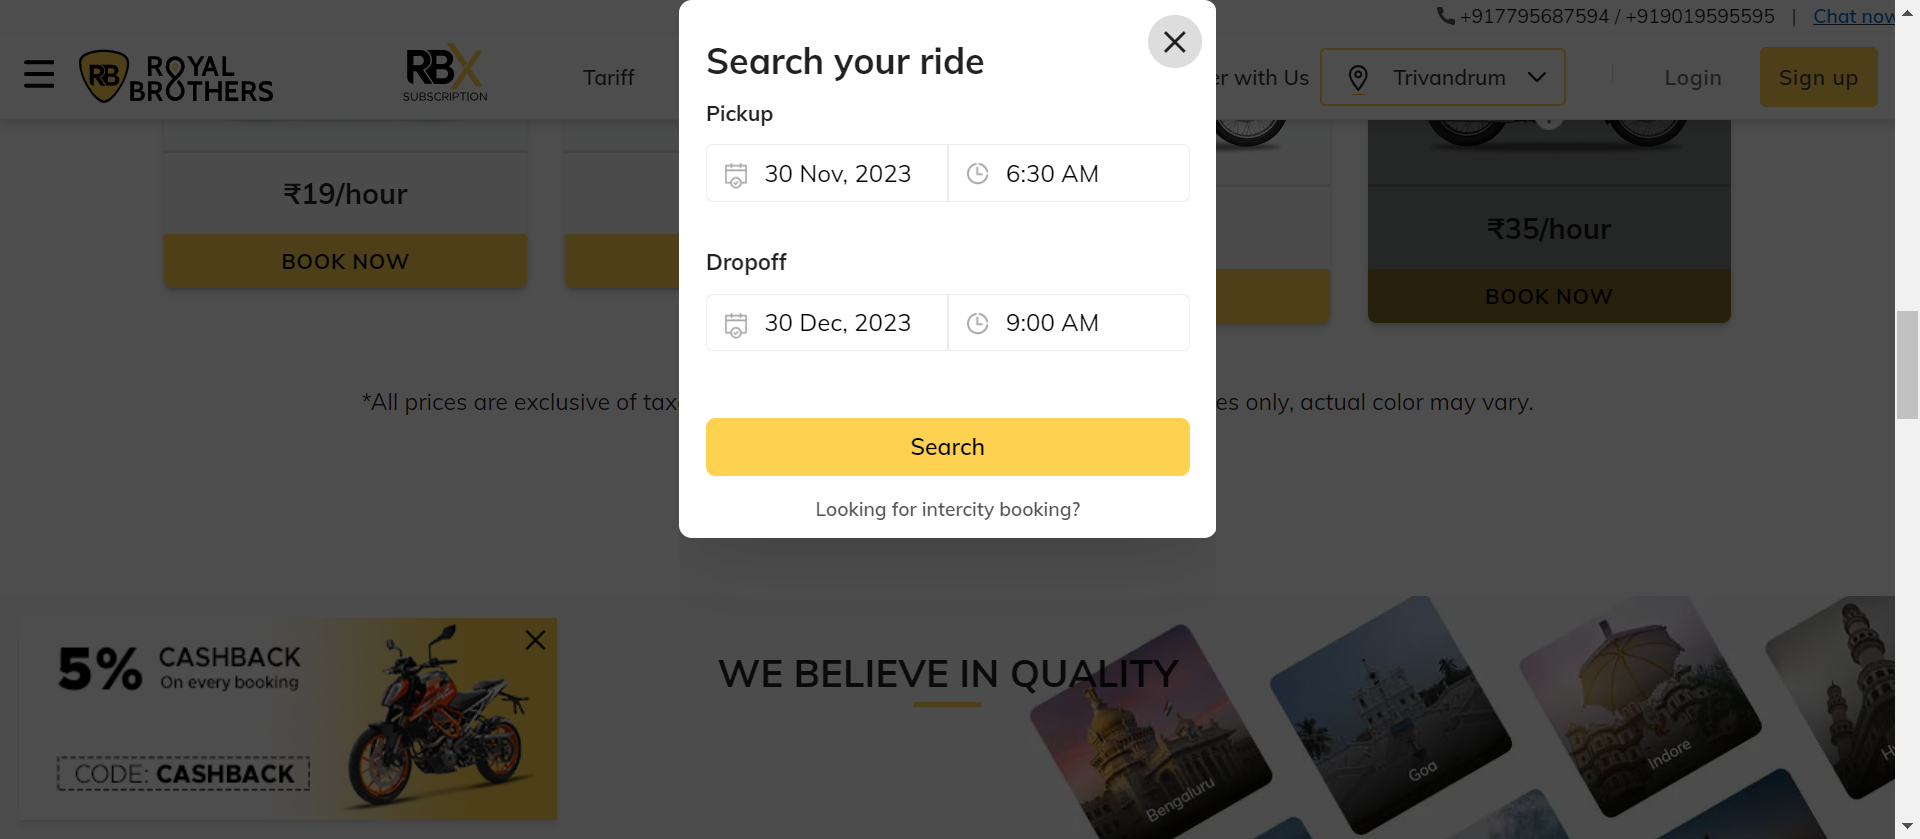 +917795687594 / +919019595595 | Chat now
ROYAL
BROTHERS
RB
RBX
SUBSCRIPTION
Tariff
with Us
Trivandrum
Login
Sign up
Search your ride
Pickup
30 Nov, 2023
6:30 AM
Dropoff
30 Dec, 2023
9:00 AM
Search
Looking for intercity booking?
₹19/hour
BOOK NOW
₹35/hour
BOOK NOW
*All prices are exclusive of
only, actual color may vary.
5% CASHBACK
On every booking
CODE: CASHBACK
WE BELIEVE IN QUALITY
Bengaluru
Goa
Indore